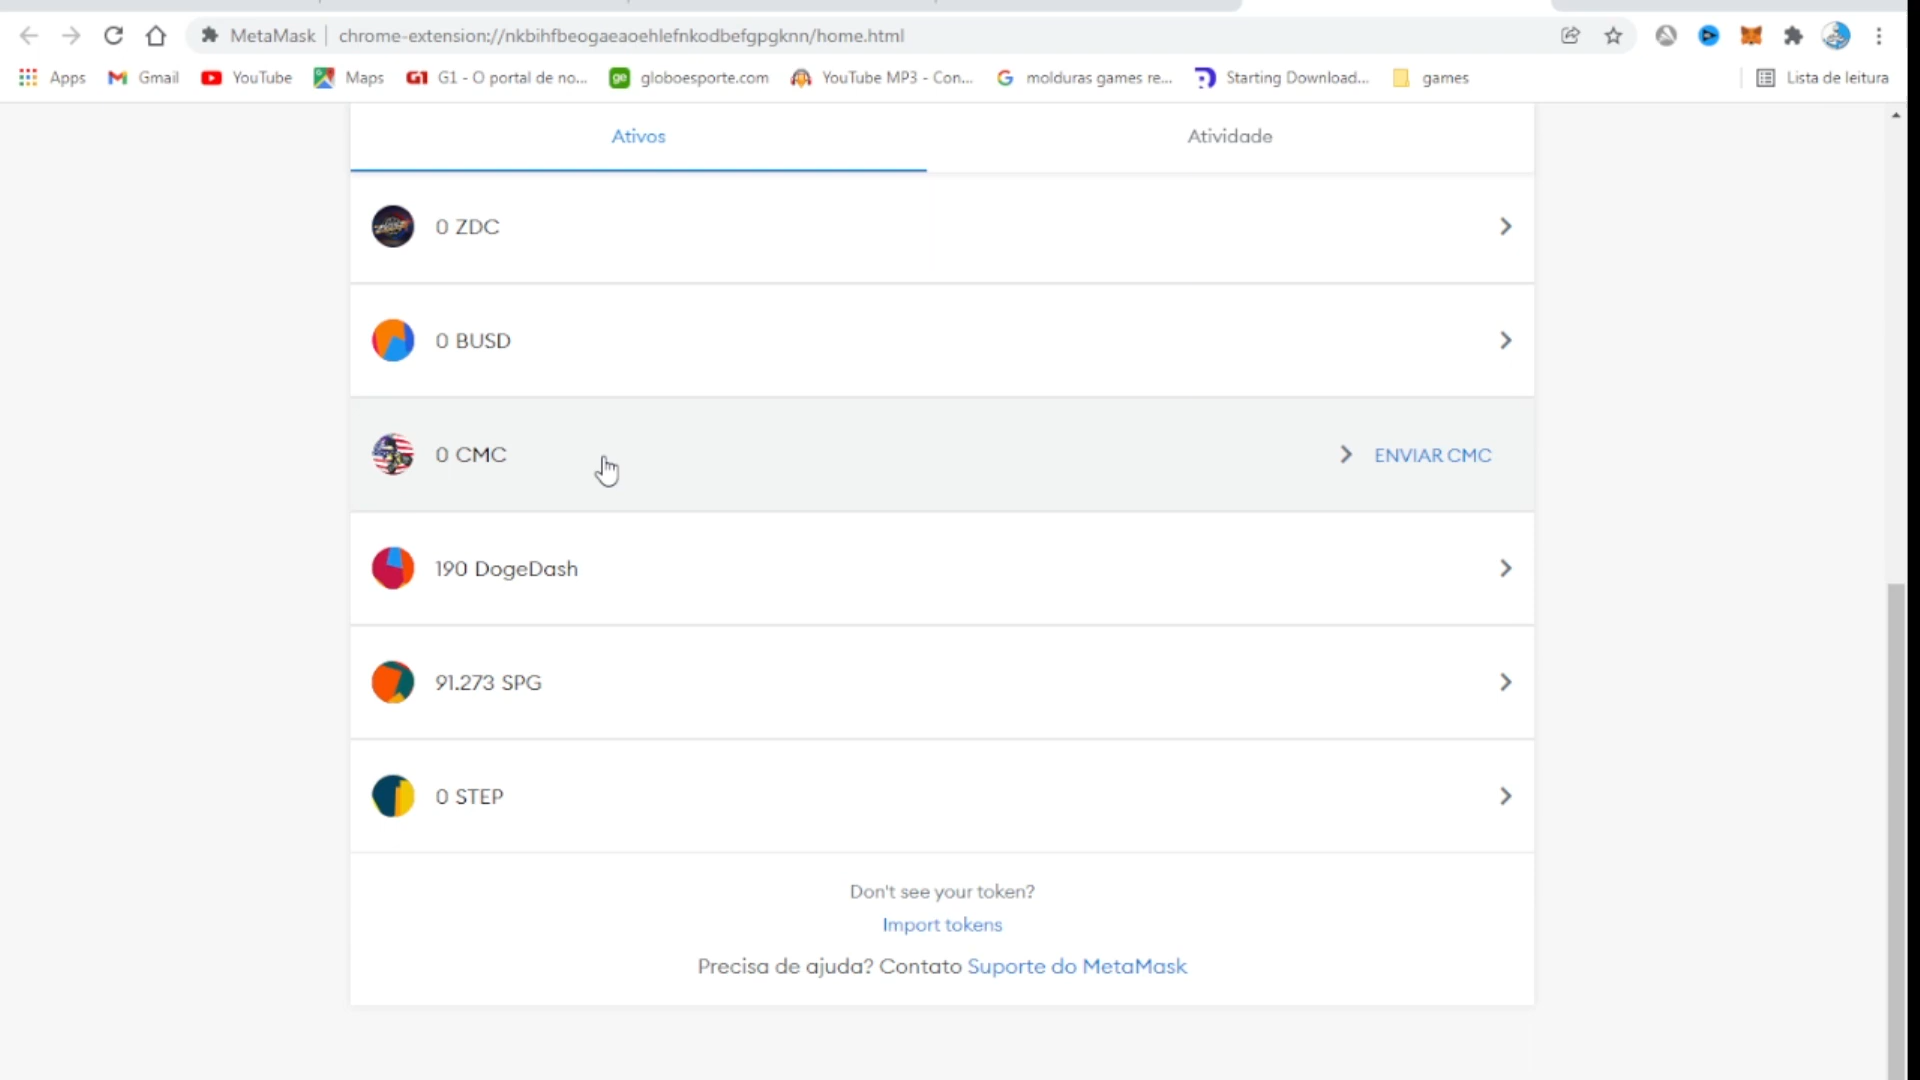 MetaMask | chrome-extension://nkbihfbeogaeaoehlefnkodbefgpgknn/home.html
Apps Gmail YouTube Maps G1 G1 - O portal de no... ge globoesporte.com YouTube MP3 - Con... molduras games re... Starting Download... games Lista de leitura
Ativos Atividade
0 ZDC
0 BUSD
0 CMC ENVIAR CMC
190 DogeDash
91.273 SPG
0 STEP
Don't see your token?
Import tokens
Precisa de ajuda? Contato Suporte do MetaMask